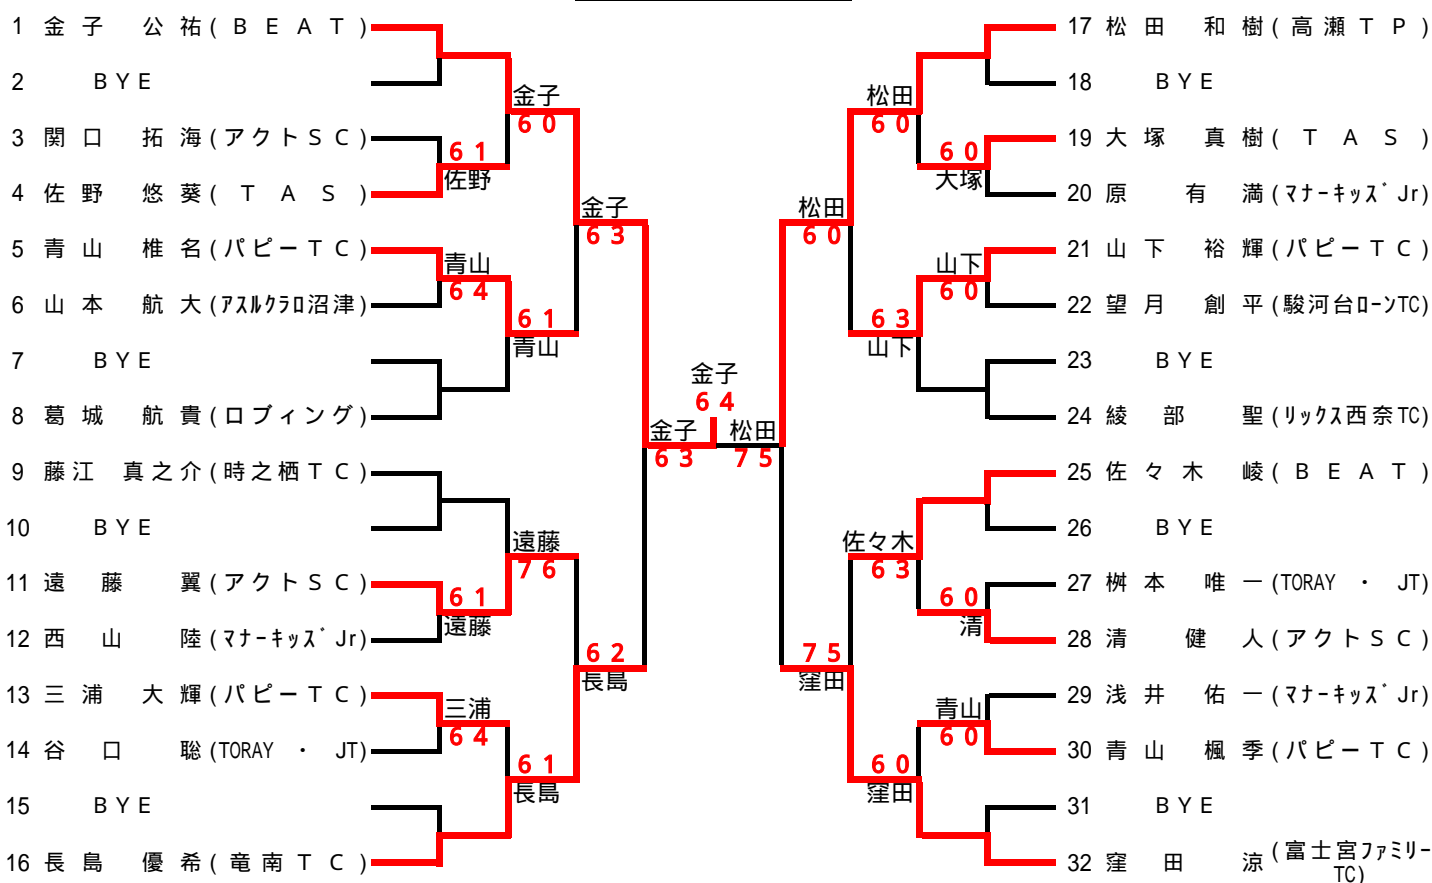 1 金子 公祐(BEAT)
2 BYE
3 関口 拓海(アクトSC)
4 佐野 悠葵(TAS)
5 青山 椎名(パピーTC)
6 山本 航大(ｱｽﾙｸﾗﾛ沼津)
7 BYE
8 葛城 航貴(ロブィング)
9 藤江 真之介(時之栖TC)
10 BYE
11 遠藤 翼(アクトSC)
12 西山 陸(ﾏﾅｰｷｯｽﾞJr)
13 三浦 大輝(パピーTC)
14 谷口 聡(TORAY ・ JT)
15 BYE
16 長島 優希(竜南TC)
金子
60
61
佐野
金子
63
青山
64
61
青山
遠藤
76
61
遠藤
62
長島
三浦
64
61
長島
金子
63
金子
64
松田
75
松田
60
松田
60
60
大塚
山下
60
63
山下
佐々木
63
60
清
75
窪田
青山
60
60
窪田
17 松田 和樹(高瀬TP)
18 BYE
19 大塚 真樹(TAS)
20 原 有満(ﾏﾅｰｷｯｽﾞJr)
21 山下 裕輝(パピーTC)
22 望月 創平(駿河台ﾛｰﾝTC)
23 BYE
24 綾部 聖(ﾘｯｸｽ西奈TC)
25 佐々木 崚(BEAT)
26 BYE
27 桝本 唯一(TORAY ・ JT)
28 清 健人(アクトSC)
29 浅井 佑一(ﾏﾅｰｷｯｽﾞJr)
30 青山 楓季(パピーTC)
31 BYE
32 窪田 涼(富士宮ﾌｧﾐﾘｰ
TC)